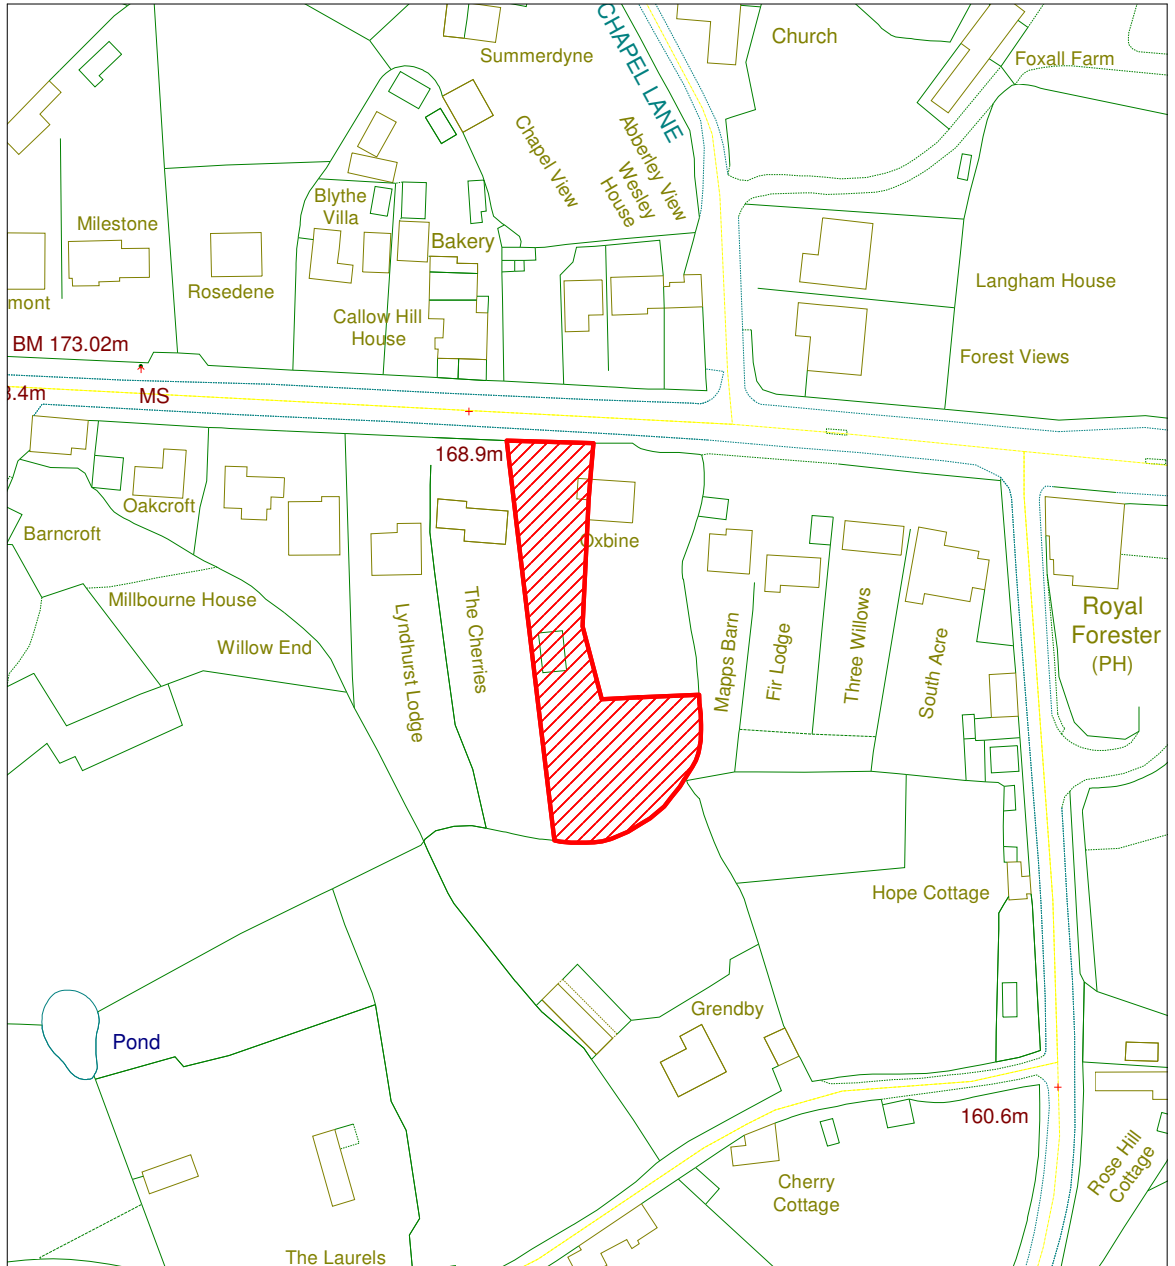 CHAPEL LANE
Church
Summerdyne
Foxall Farm
Chapel View
Abberley View
Wesley
House
Blythe
Villa
Milestone
Bakery
Rosedene
Langham House
mont
Callow Hill
House
BM 173.02m
Forest Views
3.4m
MS
168.9m
Oakcroft
Barncroft
Oxbine
Millbourne House
Willow End
Lyndhurst Lodge
The Cherries
Mapps Barn
Fir Lodge
Three Willows
South Acre
Royal
Forester
(PH)
Hope Cottage
Grendby
Pond
160.6m
Rose Hill
Cottage
Cherry
Cottage
The Laurels